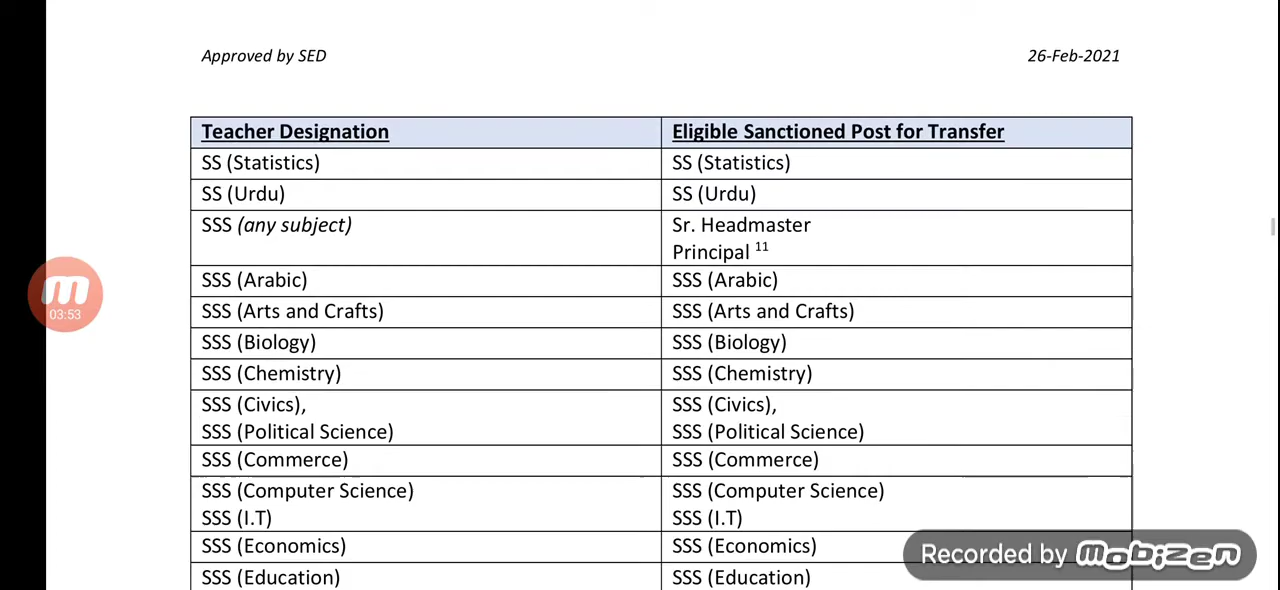 Approved by SED 26-Feb-2021
Teacher Designation Eligible Sanctioned Post for Transfer
SS (Statistics) SS (Statistics)
SS (Urdu) SS (Urdu)
SSS (any subject) Sr. Headmaster
Principal 11
SSS (Arabic) SSS (Arabic)
SSS (Arts and Crafts) SSS (Arts and Crafts)
SSS (Biology) SSS (Biology)
SSS (Chemistry) SSS (Chemistry)
SSS (Civics), SSS (Civics),
SSS (Political Science) SSS (Political Science)
SSS (Commerce) SSS (Commerce)
SSS (Computer Science) SSS (Computer Science)
SSS (I.T) SSS (I.T)
SSS (Economics) SSS (Economics)
SSS (Education) SSS (Education)
m
03:53
Recorded by mobizen